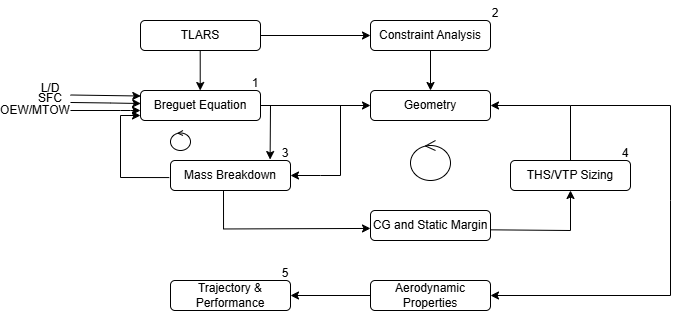 2
TLARS
Constraint Analysis
L/D
SFC
OEW/MTOW
1
Breguet Equation
Geometry
3
Mass Breakdown
4
THS/VTP Sizing
CG and Static Margin
5
Trajectory &
Performance
Aerodynamic
Properties